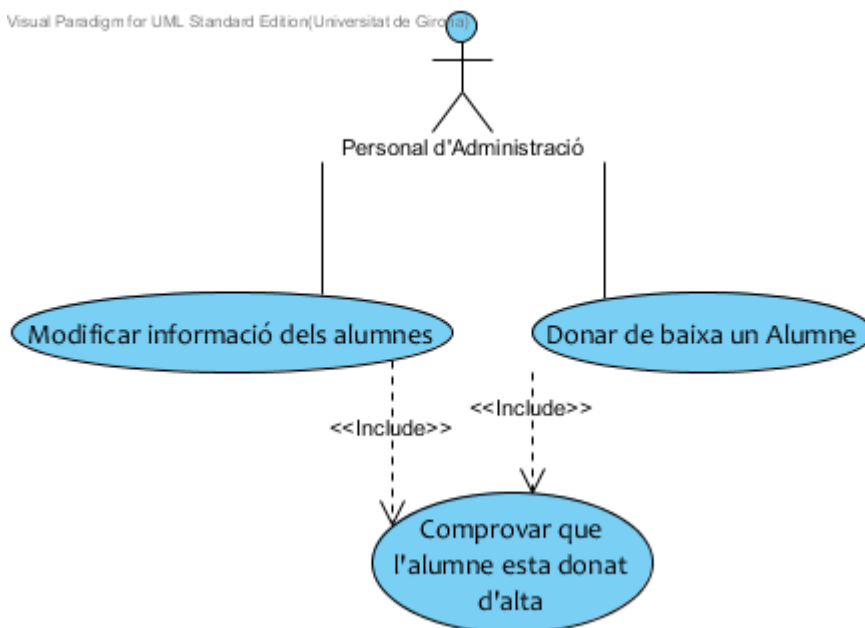 Visual Paradigm for UML Standard Edition(Universitat de Girona)
Personal d'Administració
Modificar informació dels alumnes
Donar de baixa un Alumne
<<Include>>
<<Include>>
Comprovar que
l'alumne esta donat
d'alta